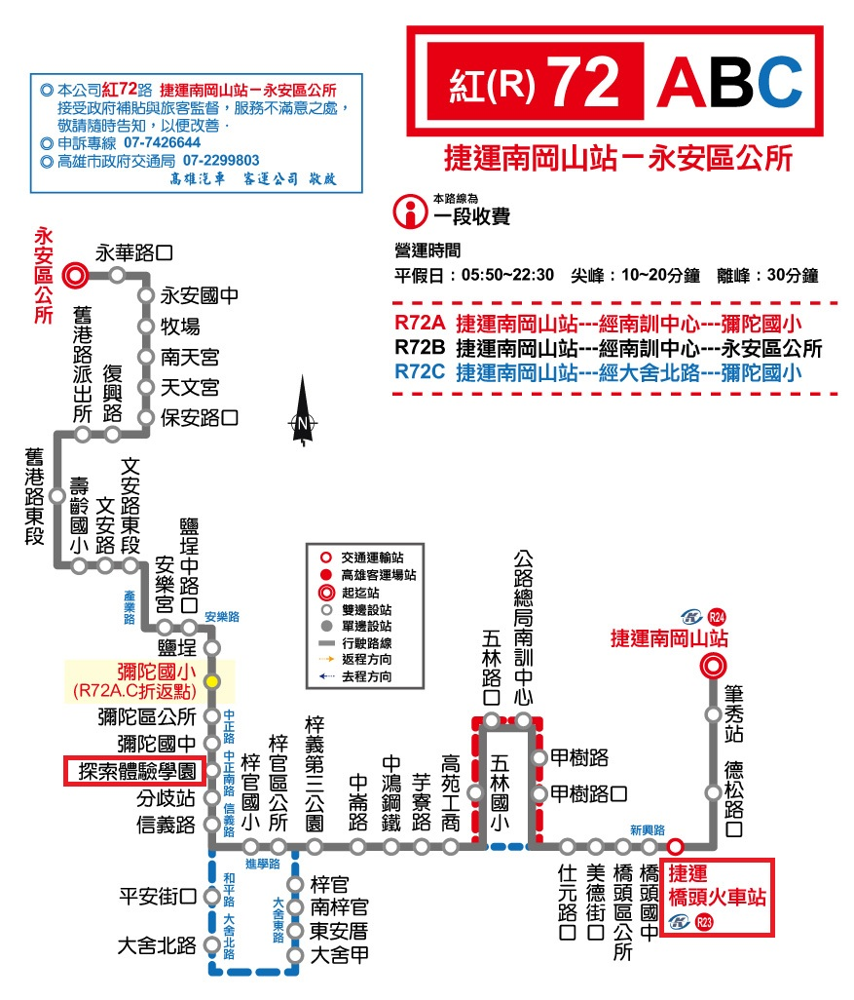 ◎ 本公司紅72路 捷運南岡山站－永安區公所
接受政府補貼與旅客監督，服務不滿意之處，
敬請隨時告知，以便改善．
◎ 申訴專線 07-7426644
◎ 高雄市政府交通局 07-2299803
高雄汽車 客運公司 敬啟
紅(R) 72 ABC
捷運南岡山站－永安區公所
本路線為
一段收費
營運時間
平假日：05:50~22:30 尖峰：10~20分鐘 離峰：30分鐘
R72A 捷運南岡山站---經南訓中心---彌陀國小
R72B 捷運南岡山站---經南訓中心---永安區公所
R72C 捷運南岡山站---經大舍北路---彌陀國小
永安區公所
永華路口
永安國中
牧場
南天宮
天文宮
保安路口
復興路
舊港路派出所
舊港路東段
壽齡國小
文安路
文安路東段
產業路
安樂宮
鹽埕中路口
安樂路
鹽埕
彌陀國小
(R72A.C折返點)
彌陀區公所
中正路
彌陀國中
探索體驗學園
中正南路
分歧站
信義路
信義路
N
交通運輸站
高雄客運場站
起迄站
雙邊設站
單邊設站
行駛路線
返程方向
去程方向
梓官國小
梓官區公所
梓義第三公園
中崙路
中鴻鋼鐵
芋寮路
高苑工商
五林國小
五林路口
公路總局南訓中心
甲樹路
甲樹路口
進學路
和平路
平安街口
大舍北路
大舍北路
大舍東路
梓官
南梓官
東安厝
大舍甲
仕元路口
美德街口
橋頭區公所
橋頭國中
新興路
捷運
橋頭火車站
R23
德松路口
筆秀站
R24
捷運南岡山站